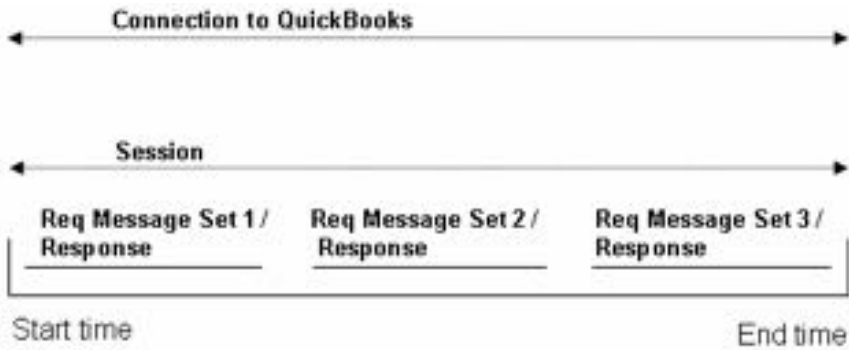 Connection to QuickBooks
Session
Req Message Set 1 /
Response
Req Message Set 2 /
Response
Req Message Set 3 /
Response
Start time
End time